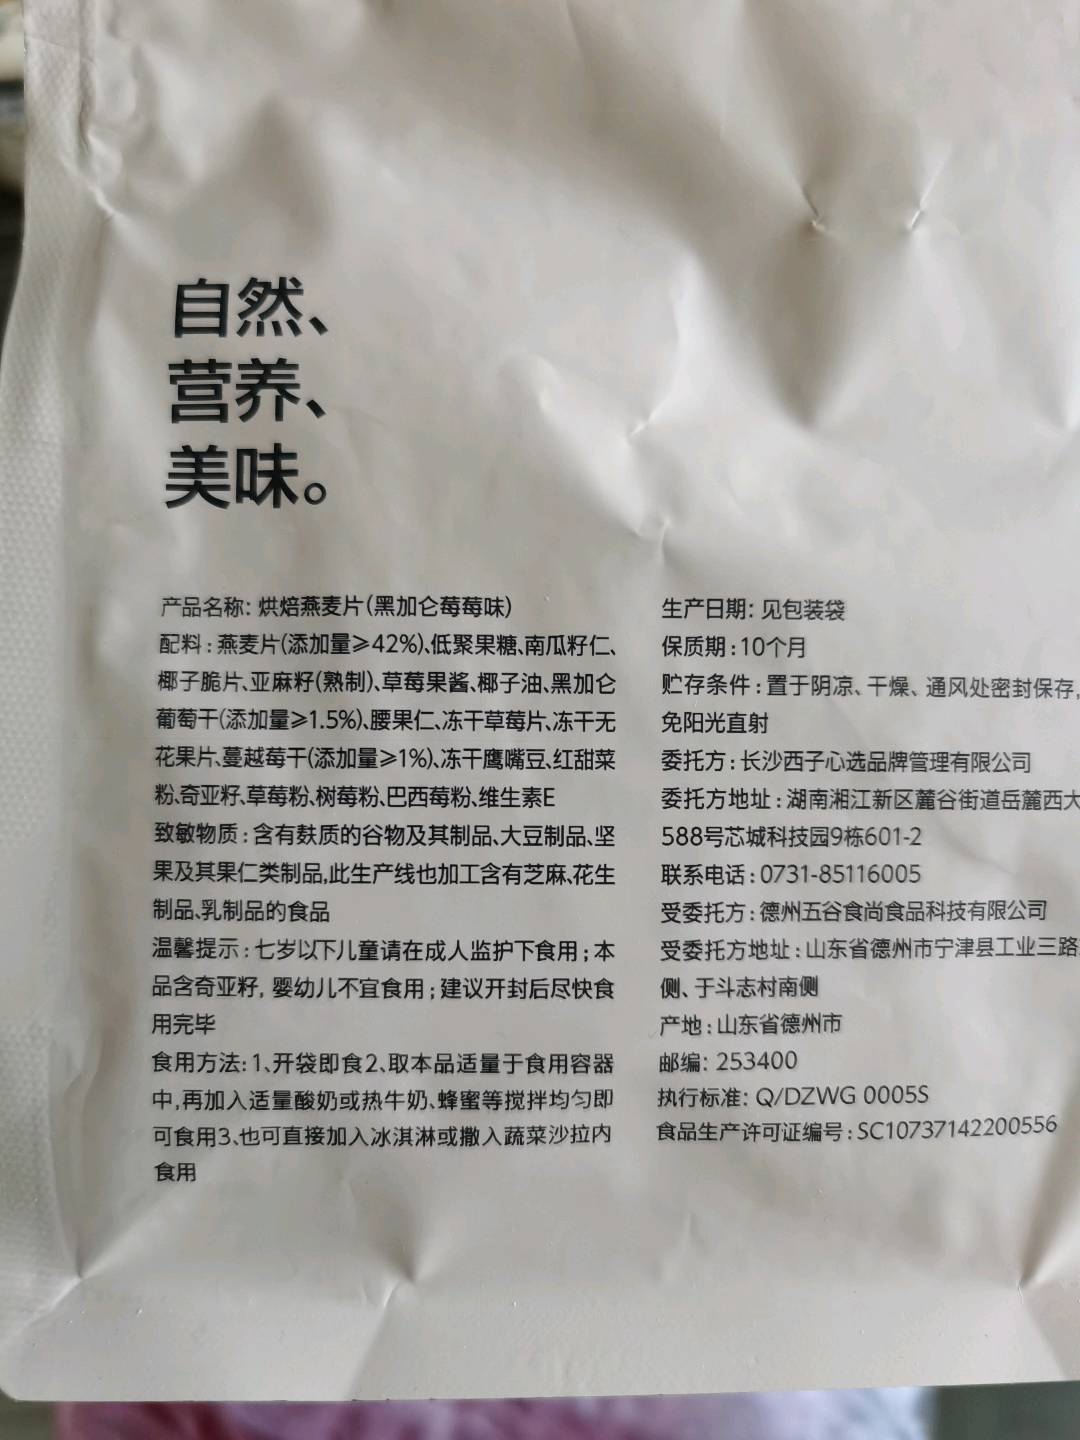 自然、
营养、
美味。
产品名称: 烘焙燕麦片(黑加仑莓莓味)
配料: 燕麦片(添加量≥42%)、低聚果糖、南瓜籽仁、
椰子脆片、亚麻籽(熟制)、草莓果酱、椰子油、黑加仑
葡萄干(添加量≥1.5%)、腰果仁、冻干草莓片、冻干无
花果片、蔓越莓干(添加量≥1%)、冻干鹰嘴豆、红甜菜
粉、奇亚籽、草莓粉、树莓粉、巴西莓粉、维生素E
致敏物质: 含有麸质的谷物及其制品、大豆制品、坚
果及其果仁类制品,此生产线也加工含有芝麻、花生
制品、乳制品的食品
温馨提示: 七岁以下儿童请在成人监护下食用; 本
品含奇亚籽, 婴幼儿不宜食用; 建议开封后尽快食
用完毕
食用方法: 1、开袋即食2、取本品适量于食用容器
中,再加入适量酸奶或热牛奶、蜂蜜等搅拌均匀即
可食用3、也可直接加入冰淇淋或撒入蔬菜沙拉内
食用
生产日期: 见包装袋
保质期: 10个月
贮存条件: 置于阴凉、干燥、通风处密封保存,
免阳光直射
委托方: 长沙西子心选品牌管理有限公司
委托方地址: 湖南湘江新区麓谷街道岳麓西大
588号芯城科技园9栋601-2
联系电话: 0731-85116005
受委托方: 德州五谷食尚食品科技有限公司
受委托方地址: 山东省德州市宁津县工业三路
侧、于斗志村南侧
产地: 山东省德州市
邮编: 253400
执行标准: Q/DZWG 0005S
食品生产许可证编号: SC10737142200556